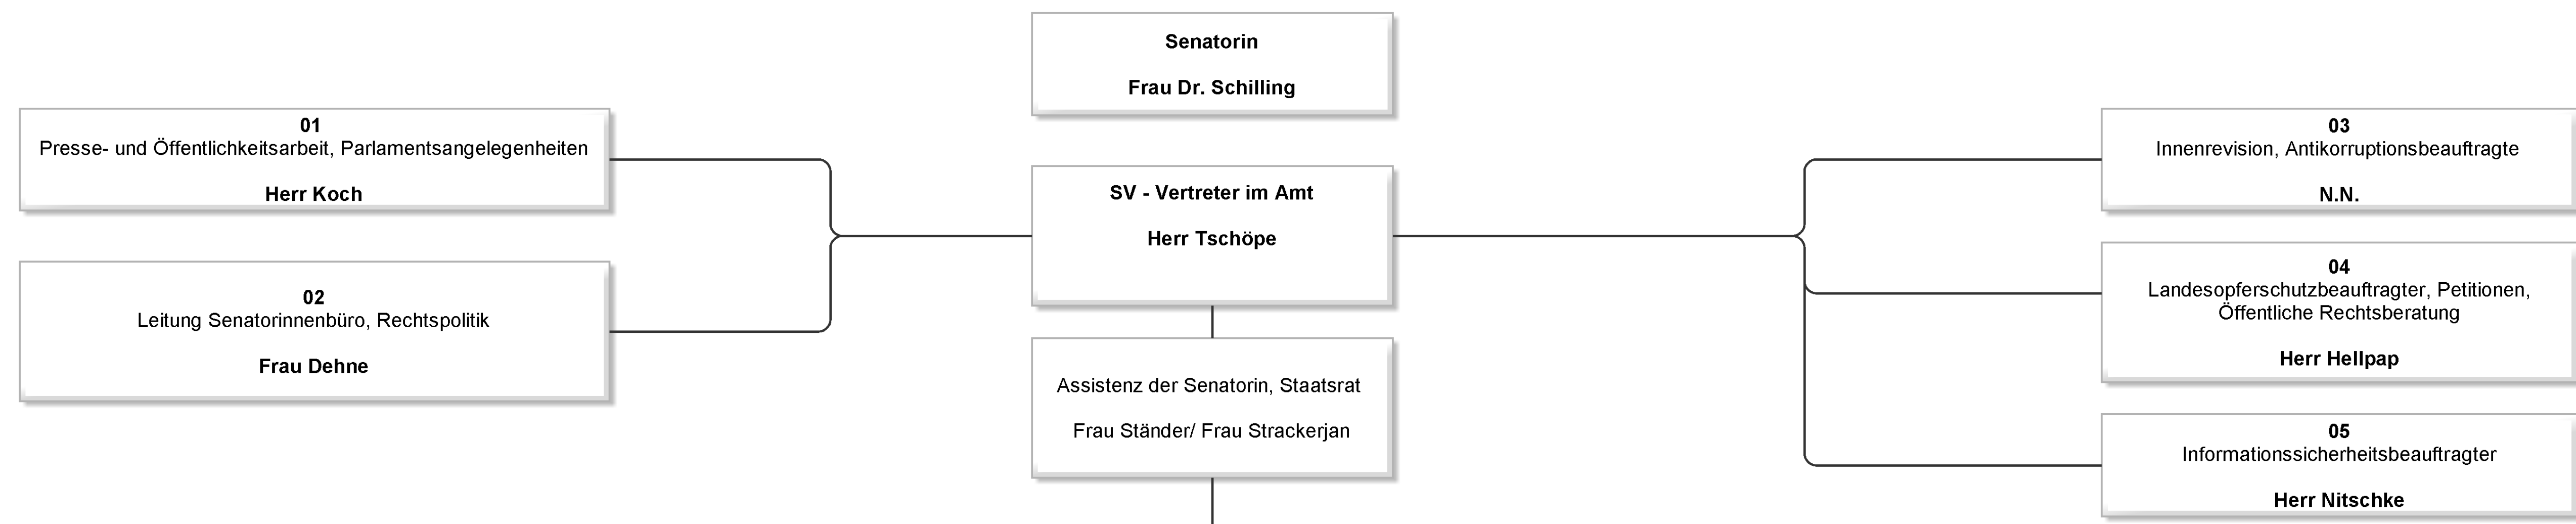 Senatorin
Frau Dr. Schilling
01
Presse- und Öffentlichkeitsarbeit, Parlamentsangelegenheiten
Herr Koch
02
Leitung Senatorinnenbüro, Rechtspolitik
Frau Dehne
SV - Vertreter im Amt
Herr Tschöpe
Assistenz der Senatorin, Staatsrat
Frau Ständer/ Frau Strackerjan
03
Innenrevision, Antikorruptionsbeauftragte
N.N.
04
Landesopferschutzbeauftragter, Petitionen,
Öffentliche Rechtsberatung
Herr Hellpap
05
Informationssicherheitsbeauftragter
Herr Nitschke